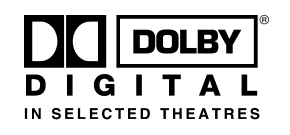 DOLBY®
DIGITAL
IN SELECTED THEATRES